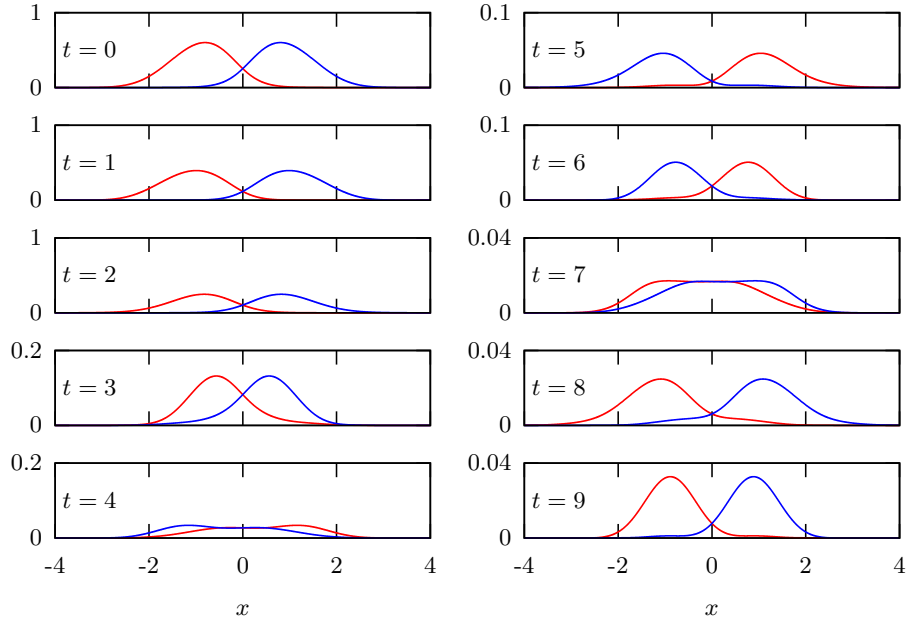 1
t = 0
0
1
t = 1
0
1
t = 2
0
0.2
t = 3
0
0.2
t = 4
0
-4 -2 0 2 4
x
0.1
t = 5
0
0.1
t = 6
0
0.04
t = 7
0
0.04
t = 8
0
0.04
t = 9
0
-4 -2 0 2 4
x